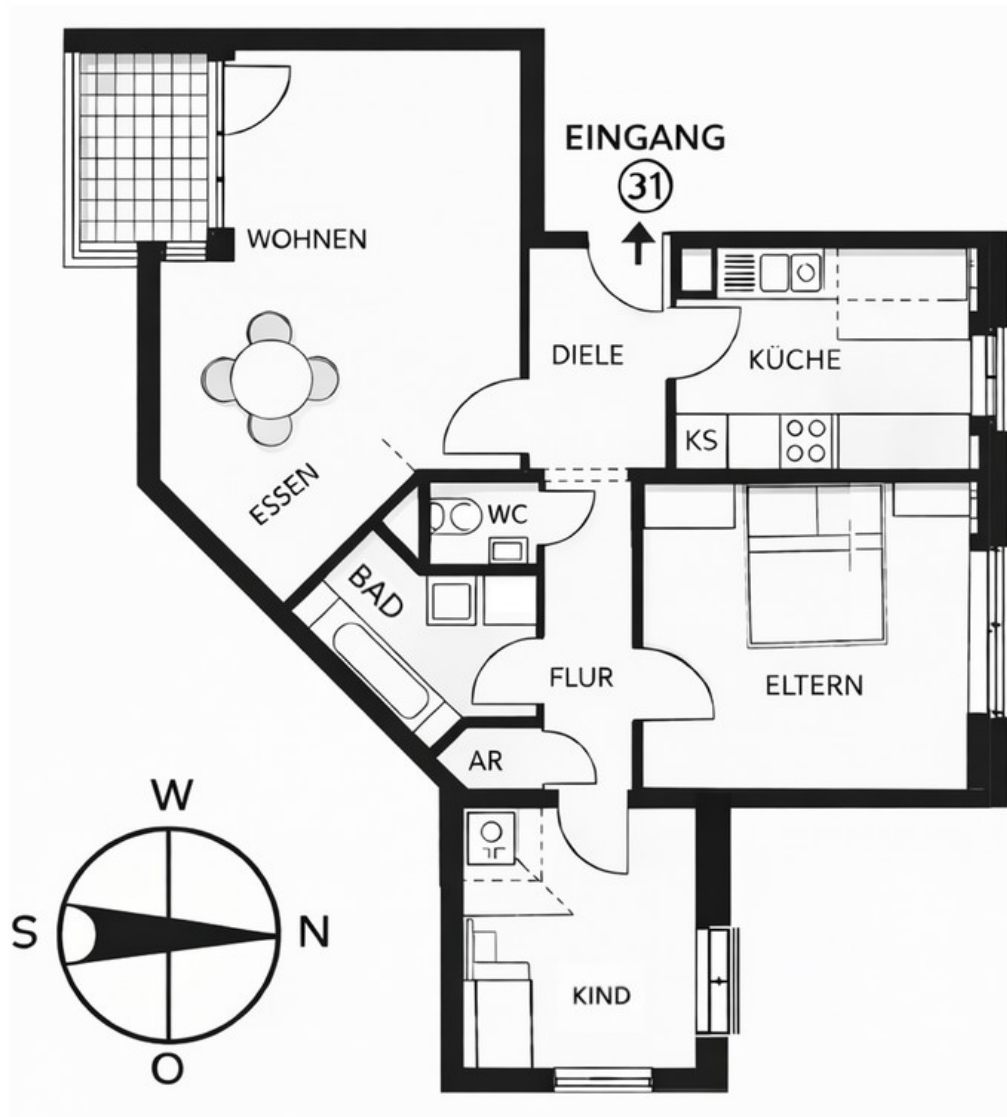 EINGANG
31
WOHNEN
DIELE
KÜCHE
KS
ESSEN
WC
BAD
FLUR
ELTERN
AR
KIND
W
S
N
O